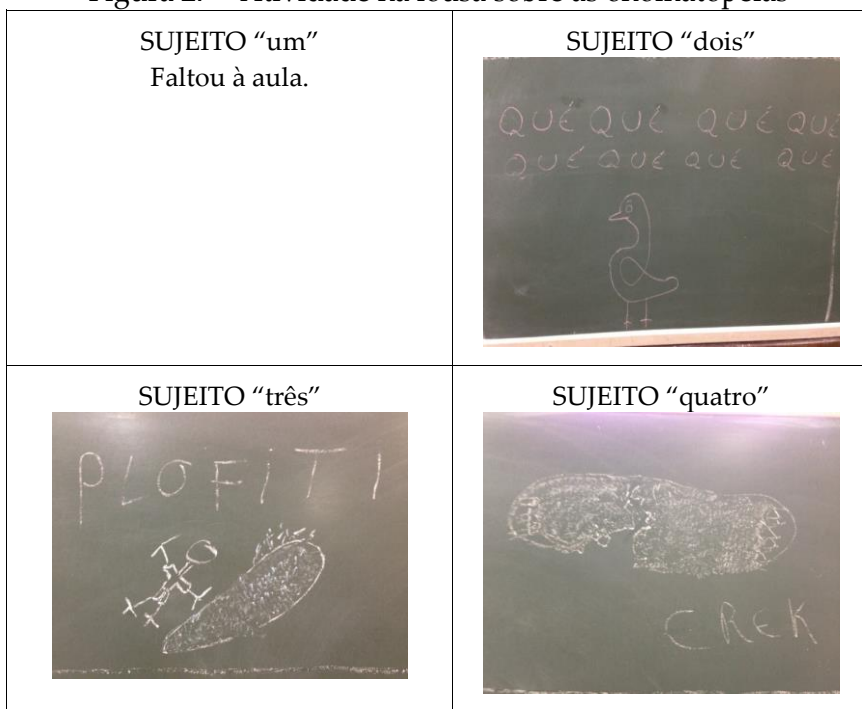 SUJEITO “um”
Faltou à aula.
SUJEITO “dois”
QUÉ QUÉ QUÉ QUÉ
QUÉ QUÉ QUÉ QUÉ
SUJEITO “três”
PLOFITI
SUJEITO “quatro”
CREK